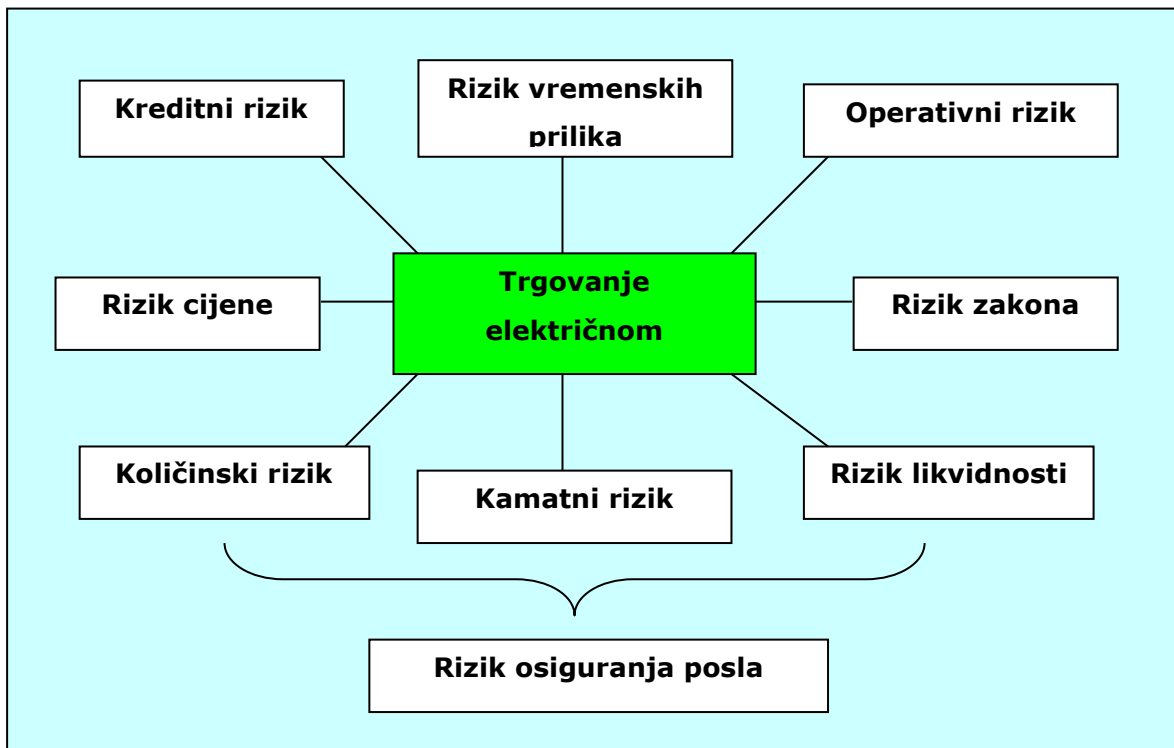 Kreditni rizik
Rizik vremenskih
prilika
Operativni rizik
Rizik cijene
Trgovanje
električnom
Rizik zakona
Količinski rizik
Kamatni rizik
Rizik likvidnosti
Rizik osiguranja posla